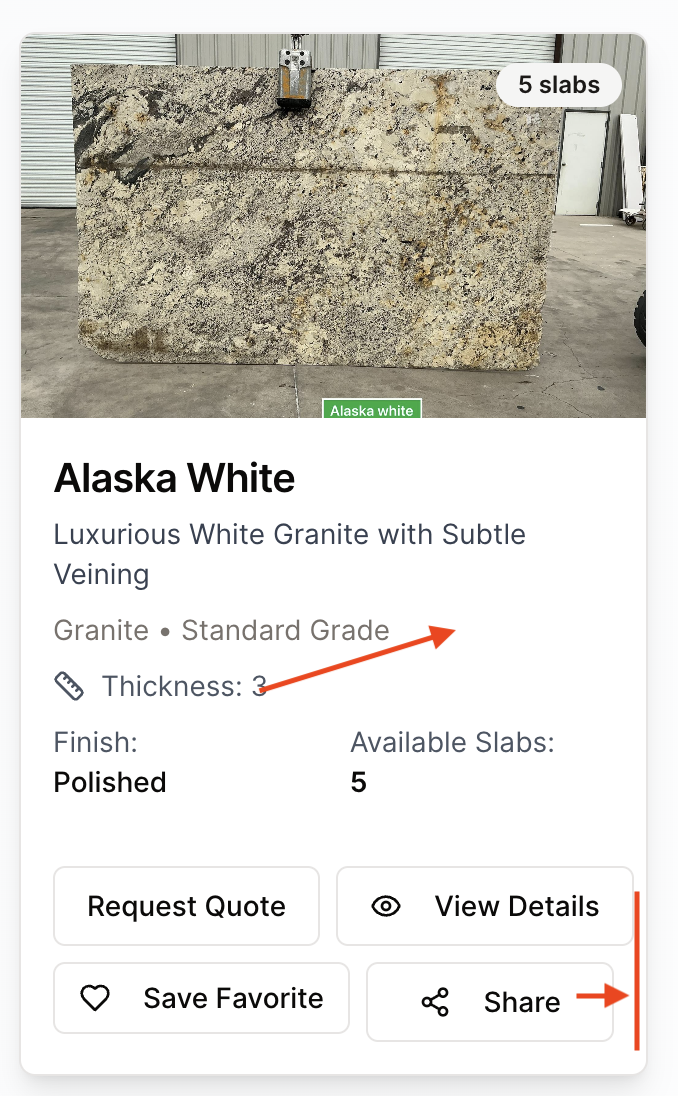 5 slabs
Alaska white
Alaska White
Luxurious White Granite with Subtle
Veining
Granite • Standard Grade
Thickness: 3
Finish:
Available Slabs:
Polished
5
Request Quote
View Details
Save Favorite
Share